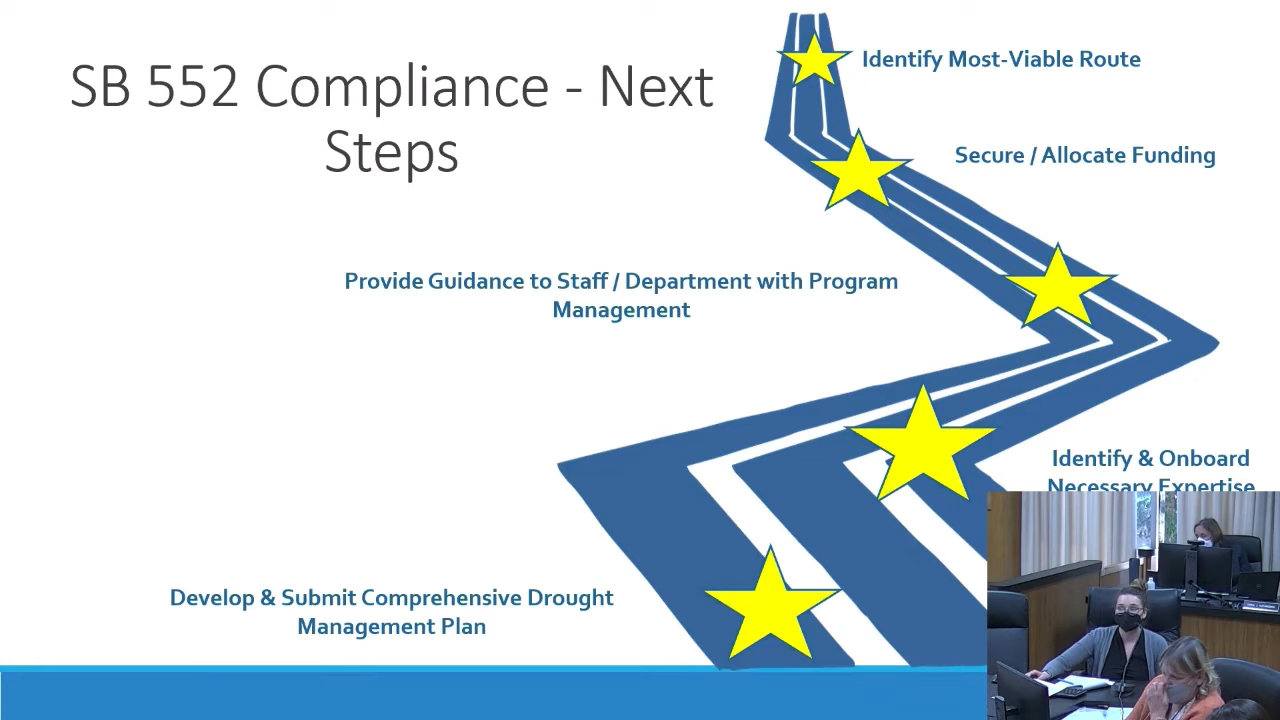 SB 552 Compliance - Next
Steps
Identify Most-Viable Route
Secure / Allocate Funding
Provide Guidance to Staff / Department with Program
Management
Identify & Onboard
Necessary Expertise
Develop & Submit Comprehensive Drought
Management Plan